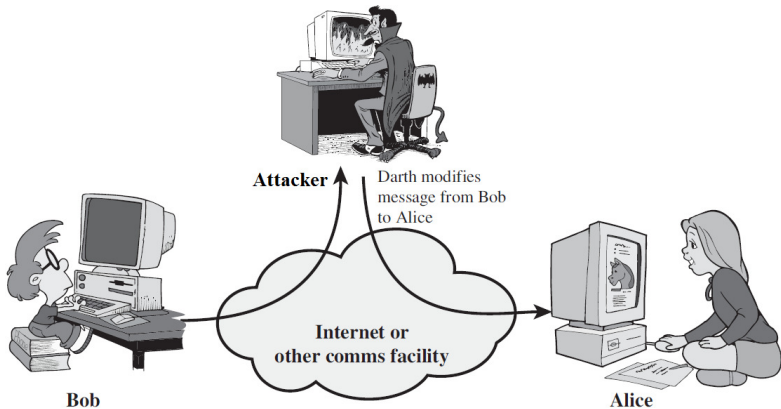 Attacker
Darth modifies
message from Bob
to Alice
Internet or
other comms facility
Bob
Alice